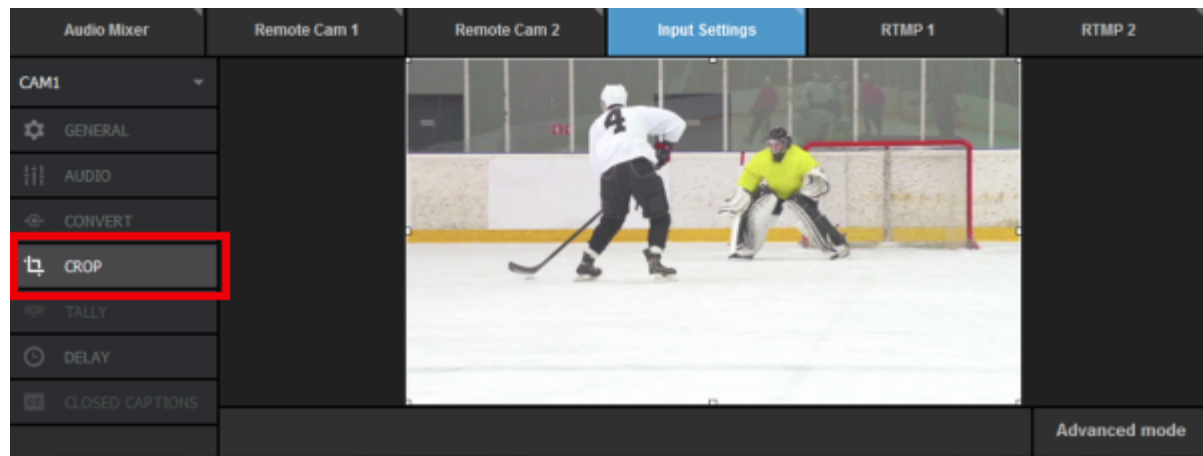 Audio Mixer
Remote Cam 1
Remote Cam 2
Input Settings
RTMP 1
RTMP 2
CAM1
GENERAL
AUDIO
CONVERT
CROP
TALLY
DELAY
CLOSED CAPTIONS
4
Advanced mode